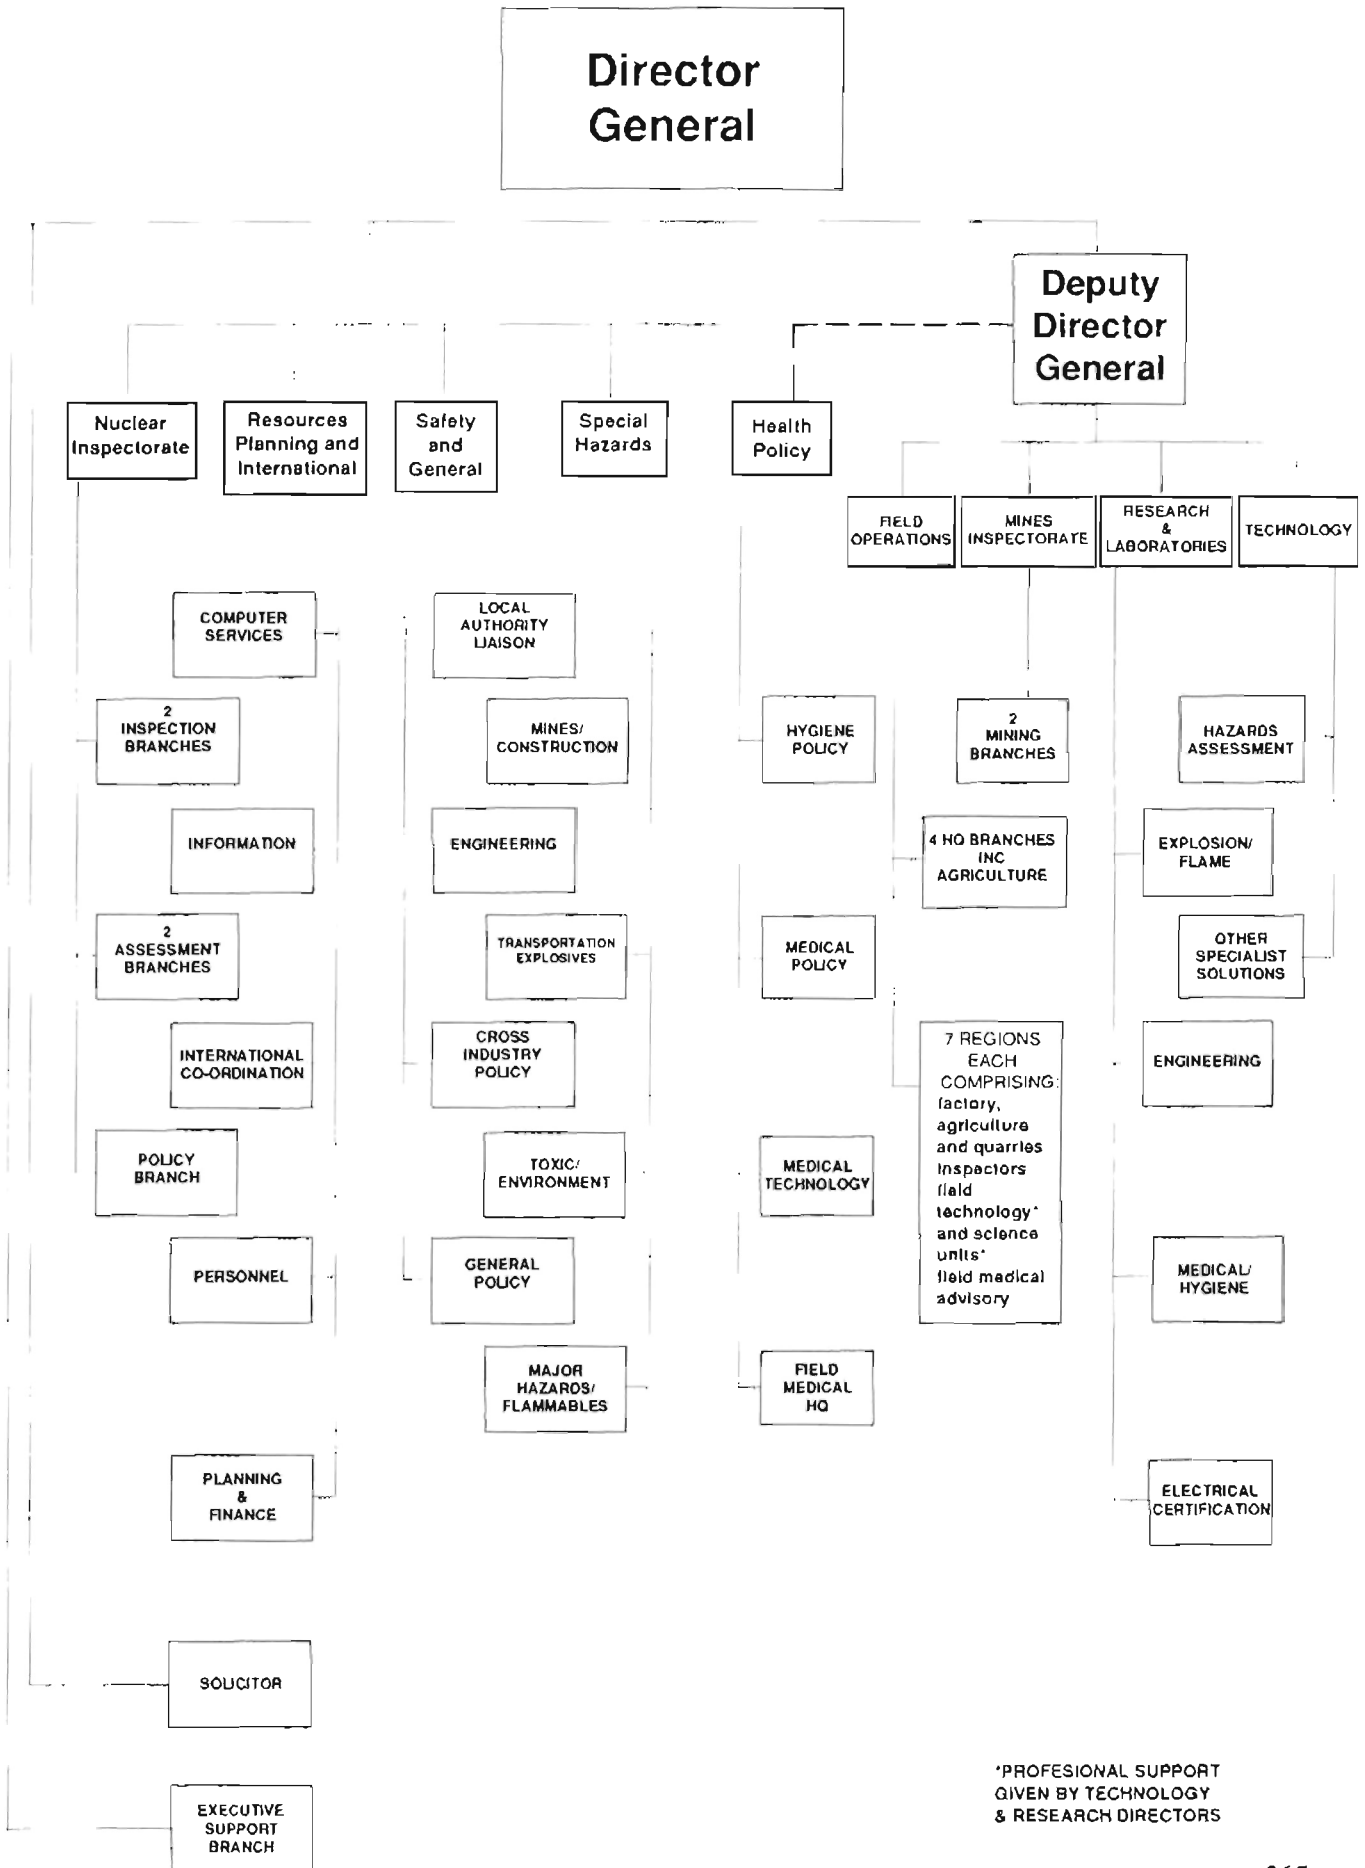 Director
General
Deputy
Director
General
Nuclear
Inspectorate
Resources
Planning and
International
Safety
and
General
Special
Hazards
Health
Policy
FIELD
OPERATIONS
MINES
INSPECTORATE
RESEARCH
&
LABORATORIES
TECHNOLOGY
COMPUTER
SERVICES
LOCAL
AUTHORITY
LIAISON
2
INSPECTION
BRANCHES
MINES/
CONSTRUCTION
HYGIENE
POLICY
2
MINING
BRANCHES
HAZARDS
ASSESSMENT
INFORMATION
ENGINEERING
4 HQ BRANCHES
INC
AGRICULTURE
EXPLOSION/
FLAME
2
ASSESSMENT
BRANCHES
TRANSPORTATION
EXPLOSIVES
MEDICAL
POLICY
OTHER
SPECIALIST
SOLUTIONS
INTERNATIONAL
CO-ORDINATION
CROSS
INDUSTRY
POLICY
7 REGIONS
EACH
COMPRISING:
factory,
agriculture
and quarries
inspectors
field
technology*
and science
units*
field medical
advisory
ENGINEERING
POLICY
BRANCH
TOXIC/
ENVIRONMENT
MEDICAL
TECHNOLOGY
PERSONNEL
GENERAL
POLICY
MEDICAL/
HYGIENE
MAJOR
HAZARDS/
FLAMMABLES
FIELD
MEDICAL
HQ
PLANNING
&
FINANCE
ELECTRICAL
CERTIFICATION
SOLICITOR
EXECUTIVE
SUPPORT
BRANCH
*PROFESIONAL SUPPORT
GIVEN BY TECHNOLOGY
& RESEARCH DIRECTORS